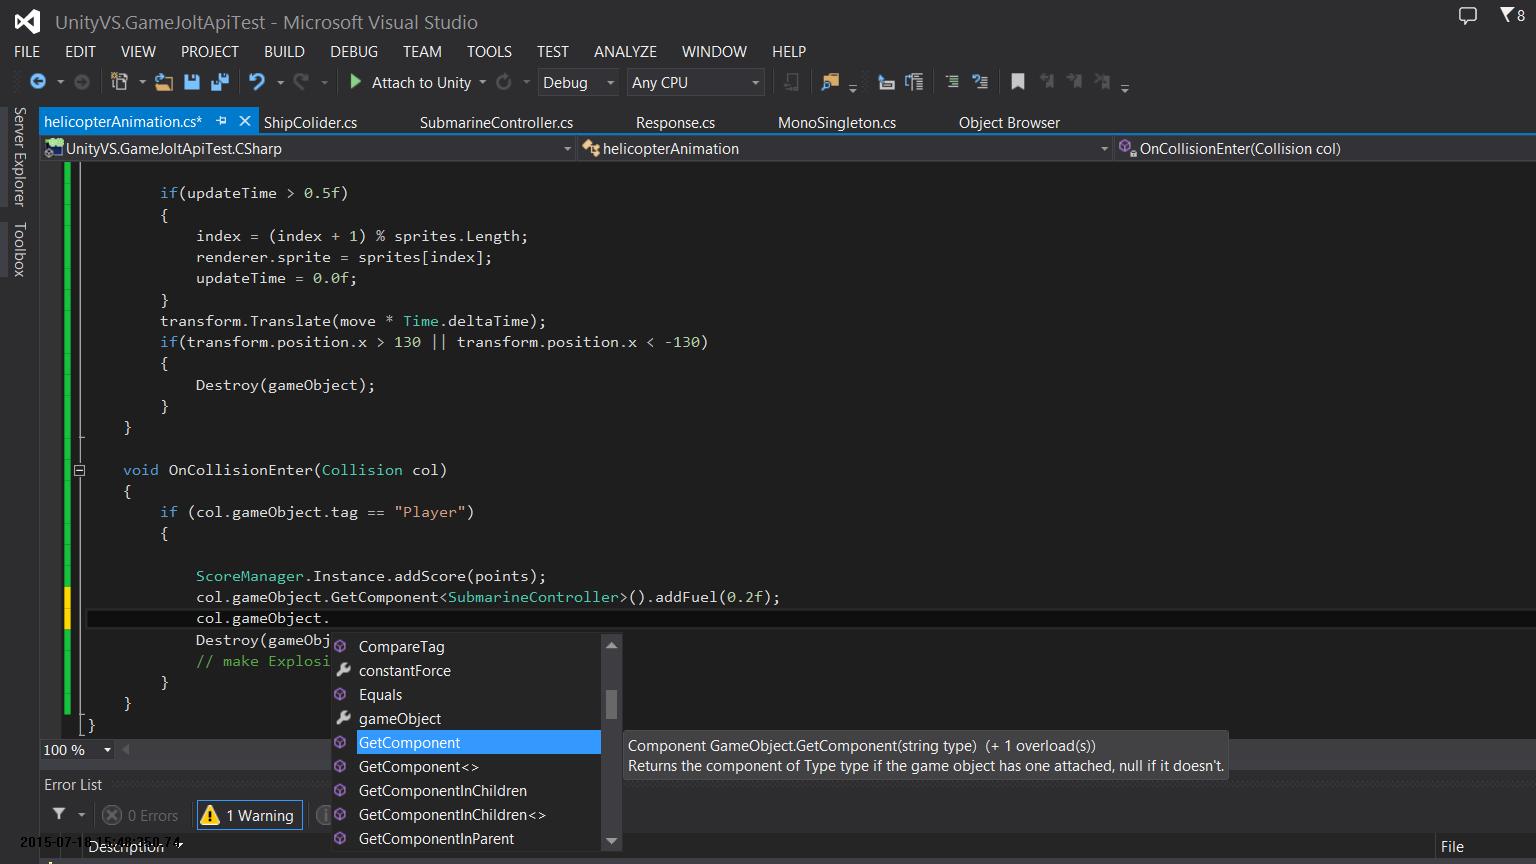 UnityVS.GameJoltApiTest - Microsoft Visual Studio
8
FILE EDIT VIEW PROJECT BUILD DEBUG TEAM TOOLS TEST ANALYZE WINDOW HELP
Attach to Unity Debug Any CPU
Server Explorer
Toolbox
helicopterAnimation.cs* ShipColider.cs SubmarineController.cs Response.cs MonoSingleton.cs Object Browser
UnityVS.GameJoltApiTest.CSharp helicopterAnimation OnCollisionEnter(Collision col)
if(updateTime > 0.5f)
{
index = (index + 1) % sprites.Length;
renderer.sprite = sprites[index];
updateTime = 0.0f;
}
transform.Translate(move * Time.deltaTime);
if(transform.position.x > 130 || transform.position.x < -130)
{
Destroy(gameObject);
}
}
void OnCollisionEnter(Collision col)
{
if (col.gameObject.tag == "Player")
{
ScoreManager.Instance.addScore(points);
col.gameObject.GetComponent<SubmarineController>().addFuel(0.2f);
col.gameObject.
Destroy(gameObj
// make Explosi
}
}
}
CompareTag
constantForce
Equals
gameObject
GetComponent
GetComponent<>
GetComponentInChildren
GetComponentInChildren<>
GetComponentInParent
Component GameObject.GetComponent(string type) (+ 1 overload(s))
Returns the component of Type type if the game object has one attached, null if it doesn't.
100 %
Error List
0 Errors 1 Warning
Description File